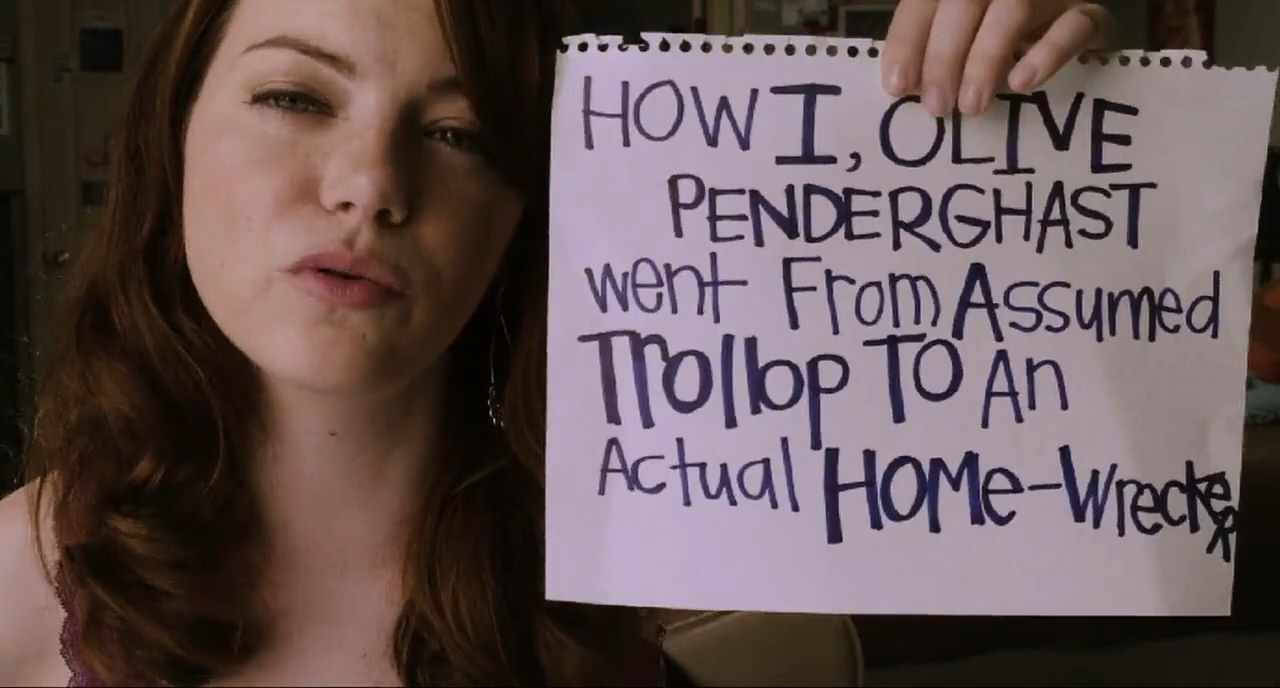 HOW I, OLIVE
PENDERGHAST
went From Assumed
Trollop TO An
Actual HOMe-Wrecker